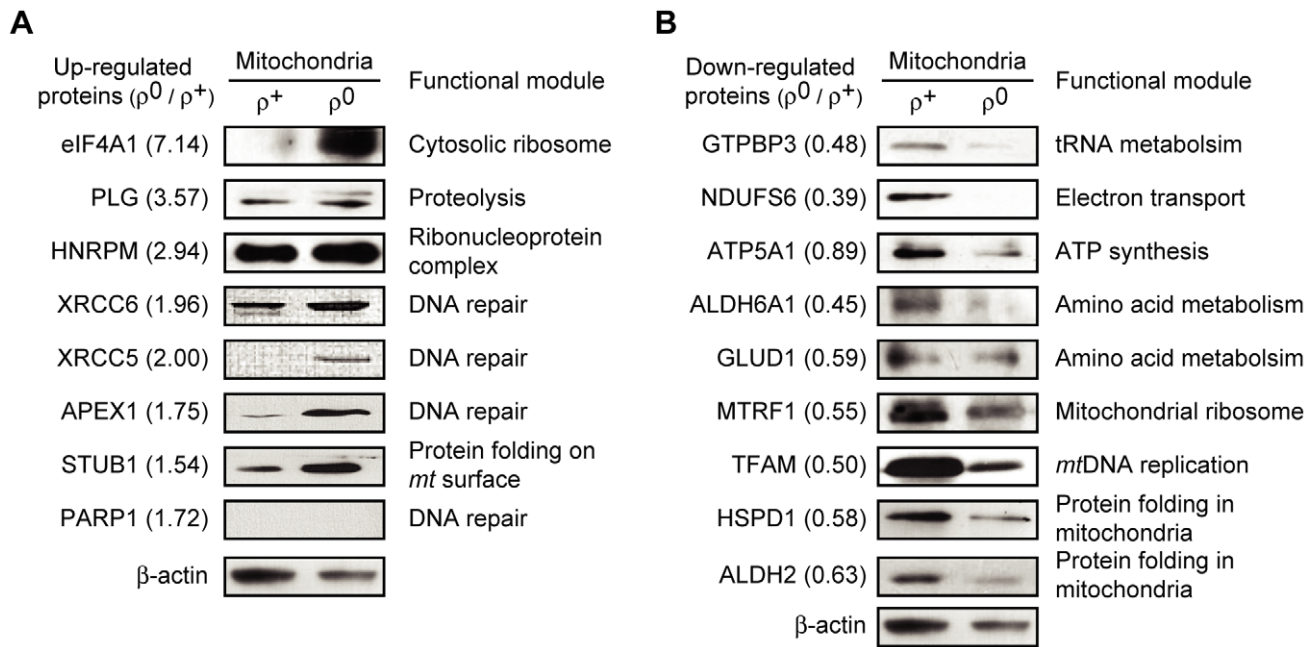 A
Up-regulated
proteins (ρ0 / ρ+)
Mitochondria
ρ+ ρ0
Functional module
eIF4A1 (7.14) Cytosolic ribosome
PLG (3.57) Proteolysis
HNRPM (2.94) Ribonucleoprotein
complex
XRCC6 (1.96) DNA repair
XRCC5 (2.00) DNA repair
APEX1 (1.75) DNA repair
STUB1 (1.54) Protein folding on
mt surface
PARP1 (1.72) DNA repair
β-actin
B
Down-regulated
proteins (ρ0 / ρ+)
Mitochondria
ρ+ ρ0
Functional module
GTPBP3 (0.48) tRNA metabolsim
NDUFS6 (0.39) Electron transport
ATP5A1 (0.89) ATP synthesis
ALDH6A1 (0.45) Amino acid metabolism
GLUD1 (0.59) Amino acid metabolsim
MTRF1 (0.55) Mitochondrial ribosome
TFAM (0.50) mtDNA replication
HSPD1 (0.58) Protein folding in
mitochondria
ALDH2 (0.63) Protein folding in
mitochondria
β-actin